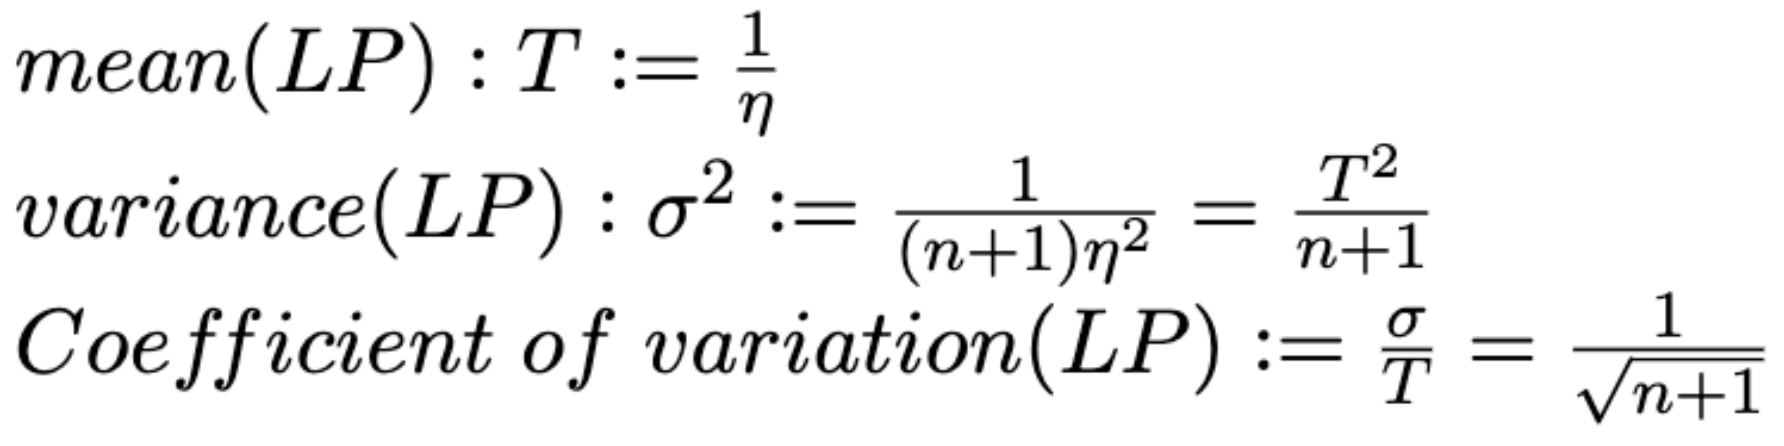 mean(LP) : T := 1/η
variance(LP) : σ² := 1/((n+1)η²) = T²/(n+1)
Coefficient of variation(LP) := σ/T = 1/√(n+1)